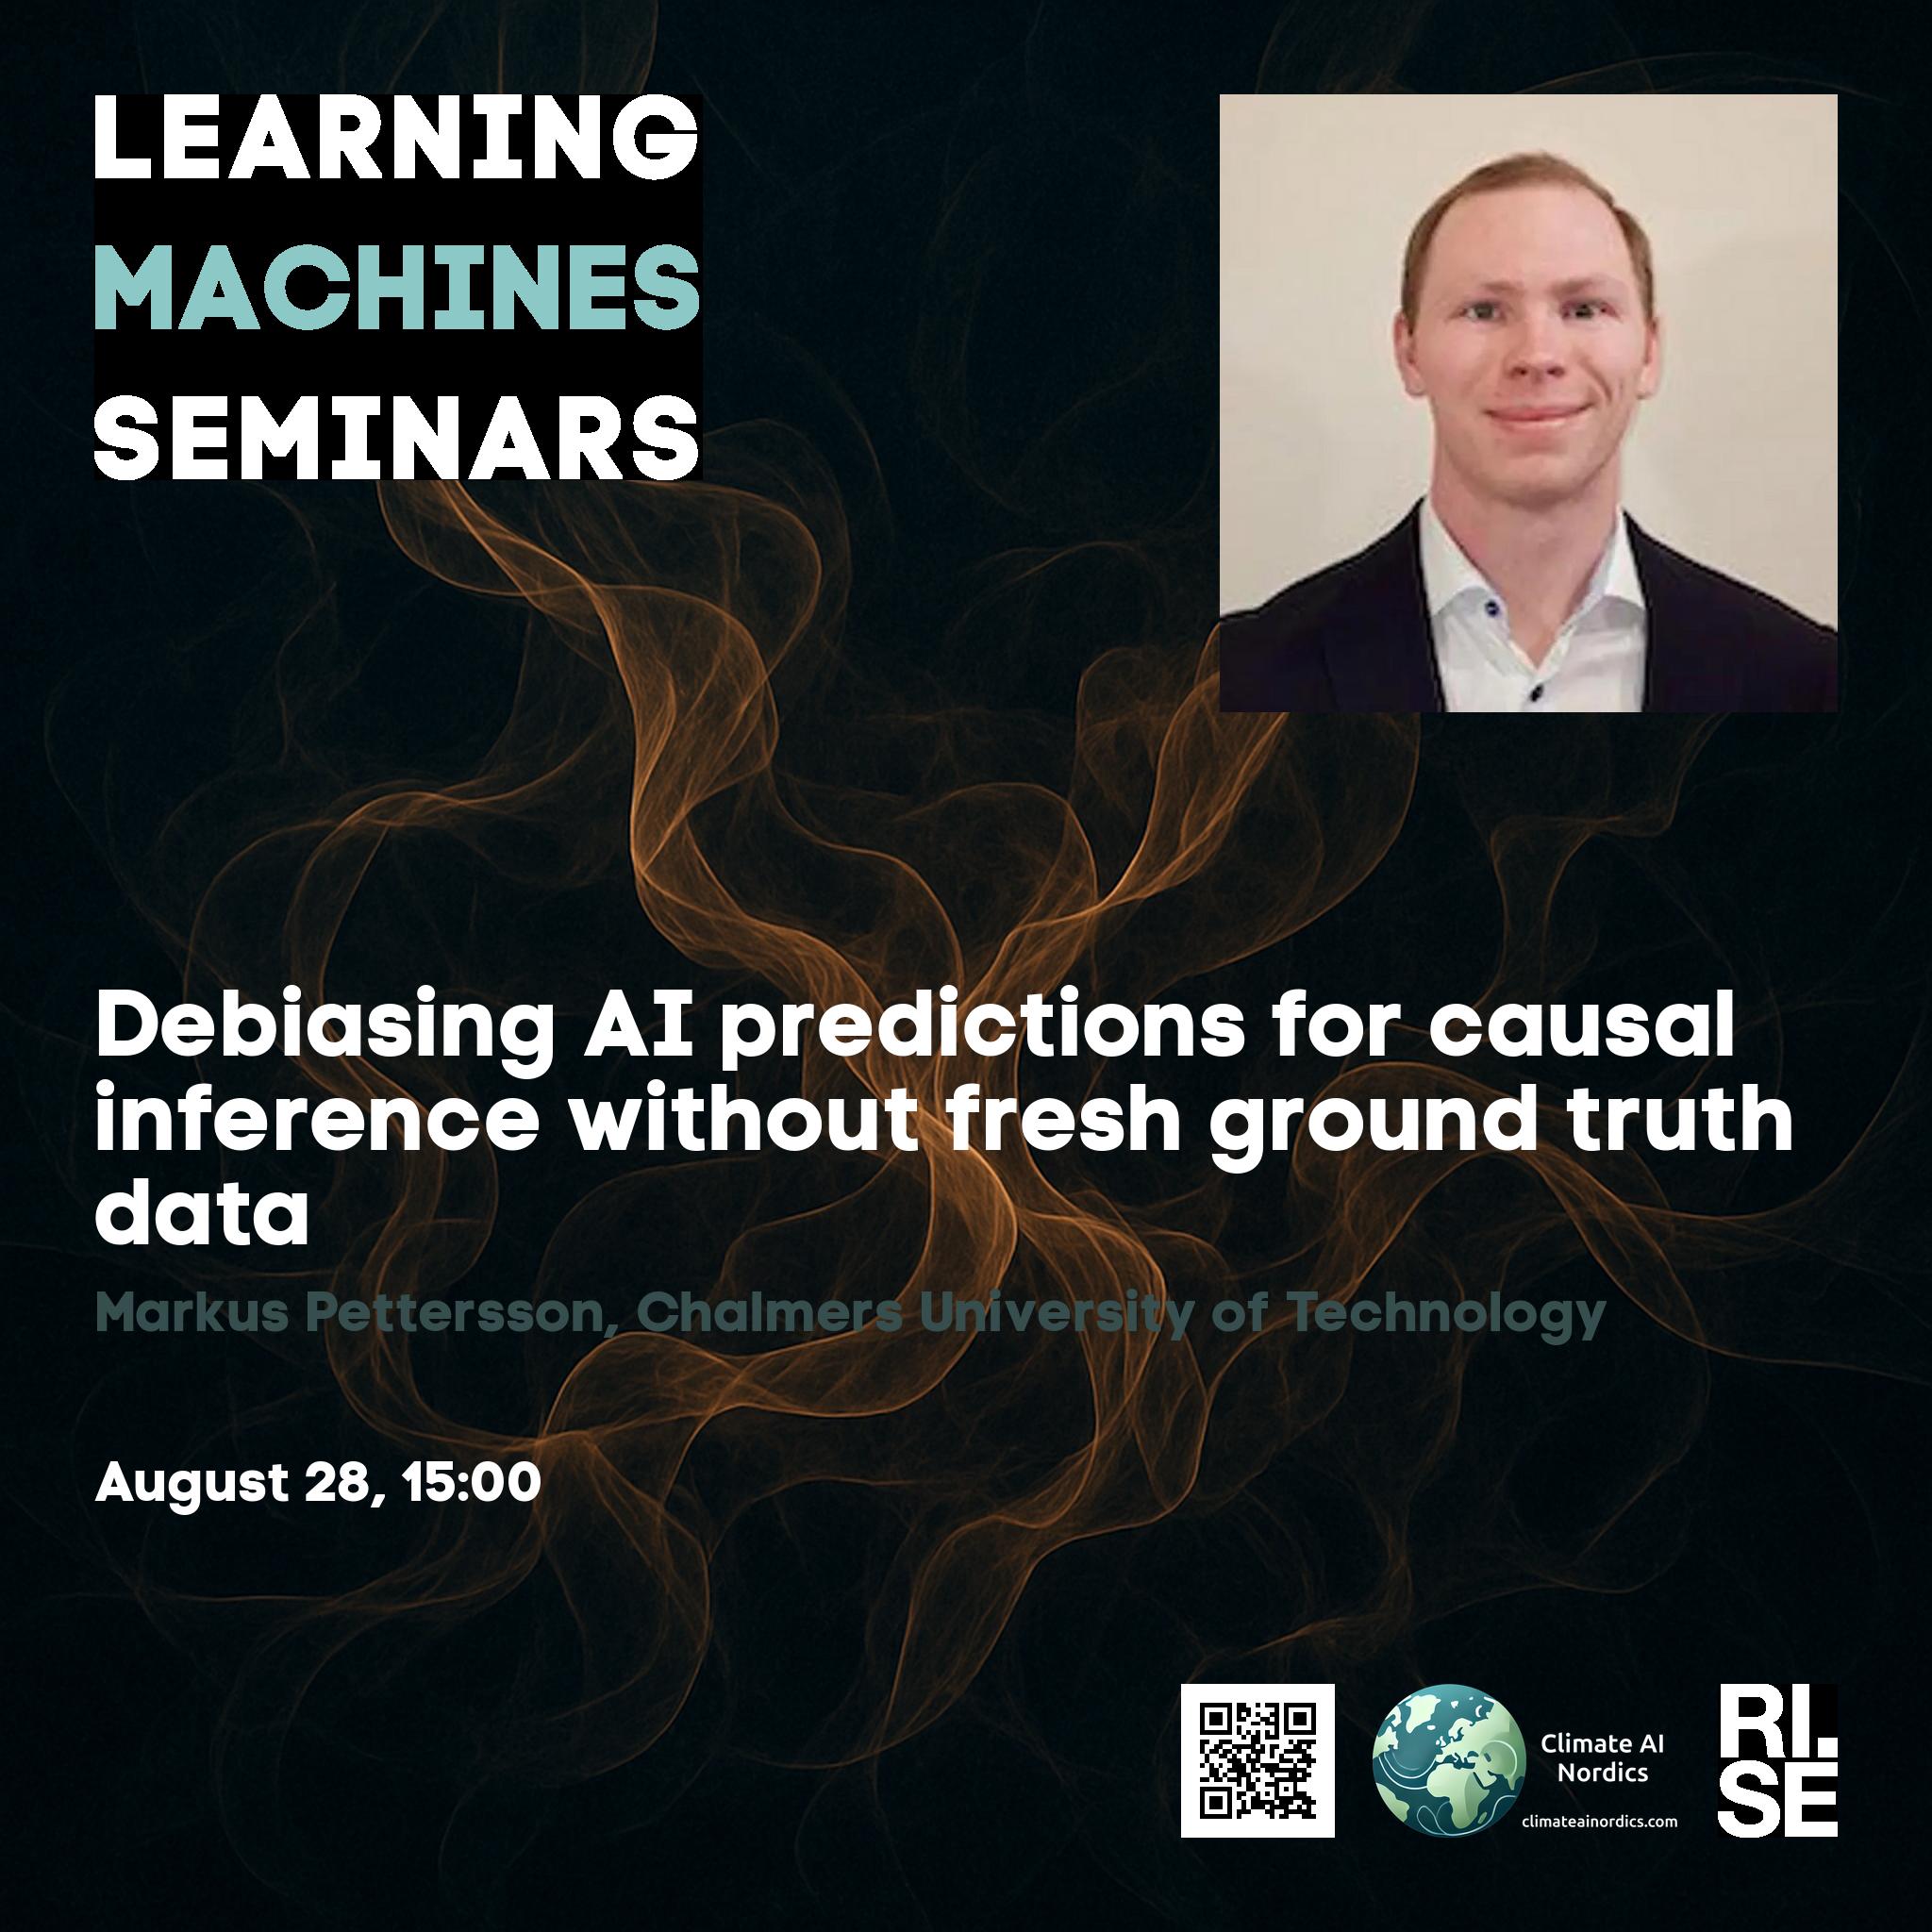 LEARNING
MACHINES
SEMINARS
Debiasing AI predictions for causal
inference without fresh ground truth
data
Markus Pettersson, Chalmers University of Technology
August 28, 15:00
Climate AI
Nordics
climateainordics.com
RI.
SE